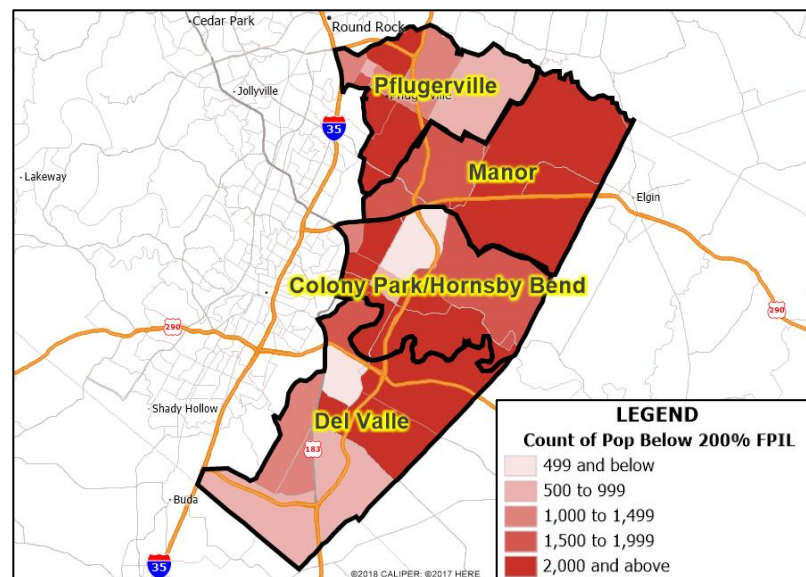 Cedar Park
Round Rock
Pflugerville
Jollyville
35
Lakeway
Manor
Elgin
Colony Park/Hornsby Bend
290
290
Shady Hollow
Del Valle
183
Buda
35
LEGEND
Count of Pop Below 200% FPIL
499 and below
500 to 999
1,000 to 1,499
1,500 to 1,999
2,000 and above
©2018 CALIPER; ©2017 HERE